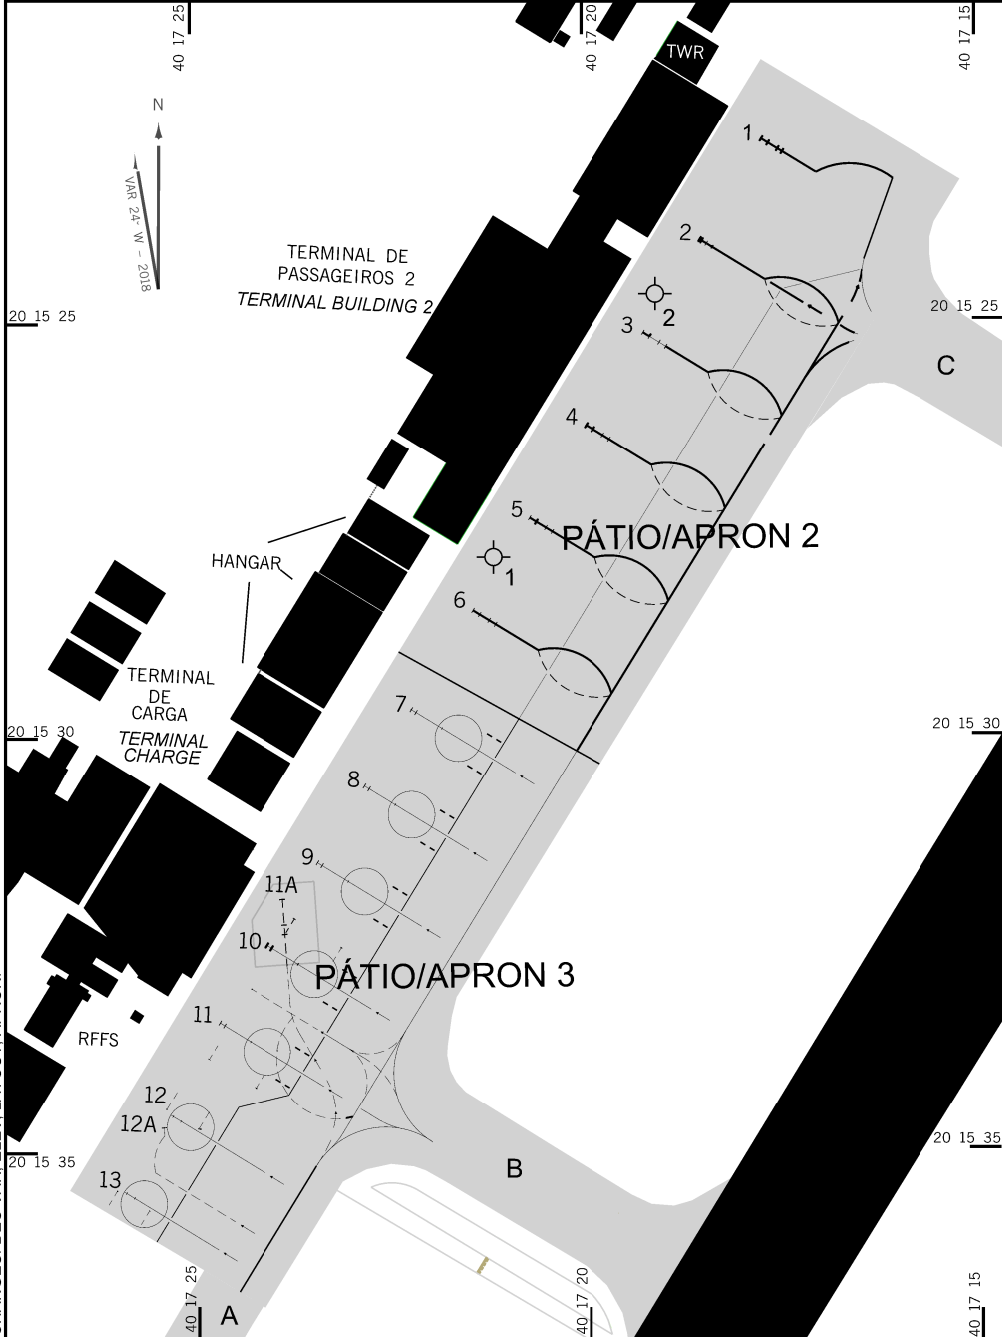 40 17 25
40 17 20
40 17 15
TWR
N
VAR 24° W - 2018
1
2
TERMINAL DE
PASSAGEIROS 2
TERMINAL BUILDING 2
2
20 15 25
20 15 25
3
C
4
5
PÁTIO/APRON 2
HANGAR
1
6
TERMINAL
DE
CARGA
TERMINAL
CHARGE
7
20 15 30
20 15 30
8
9
11A
10
PÁTIO/APRON 3
11
RFFS
12
12A
20 15 35
20 15 35
B
13
40 17 25
A
40 17 20
40 17 15